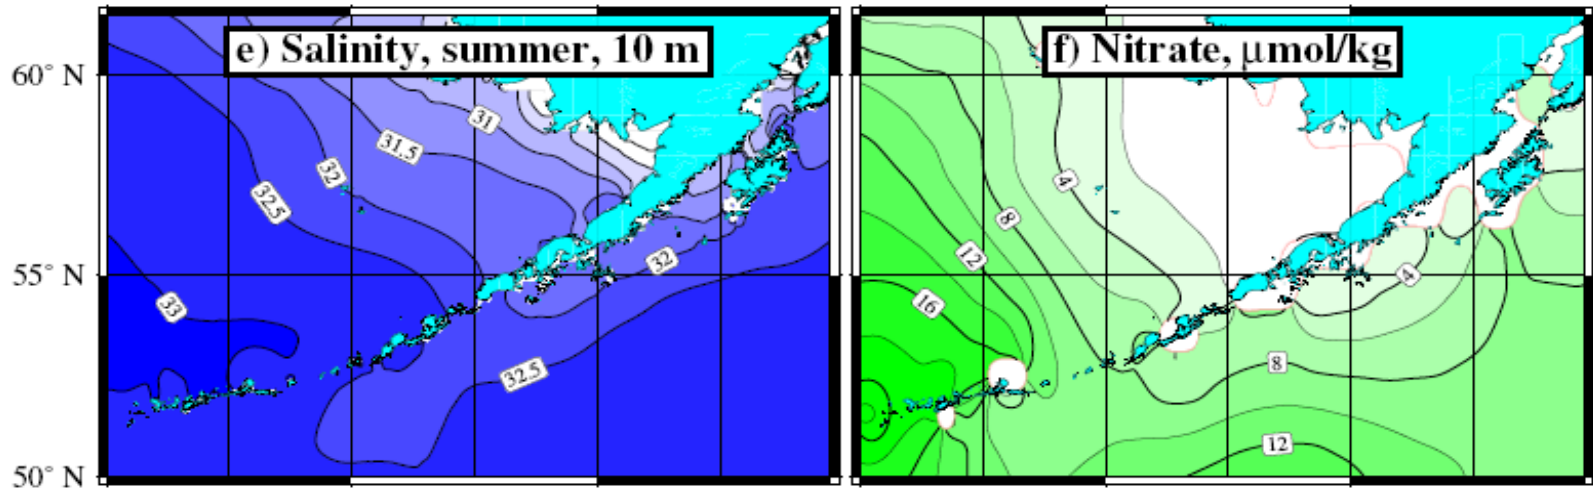 e) Salinity, summer, 10 m
f) Nitrate, µmol/kg
60° N
55° N
50° N
31
31.5
32
32.5
33
32
32.5
4
8
12
16
4
8
12